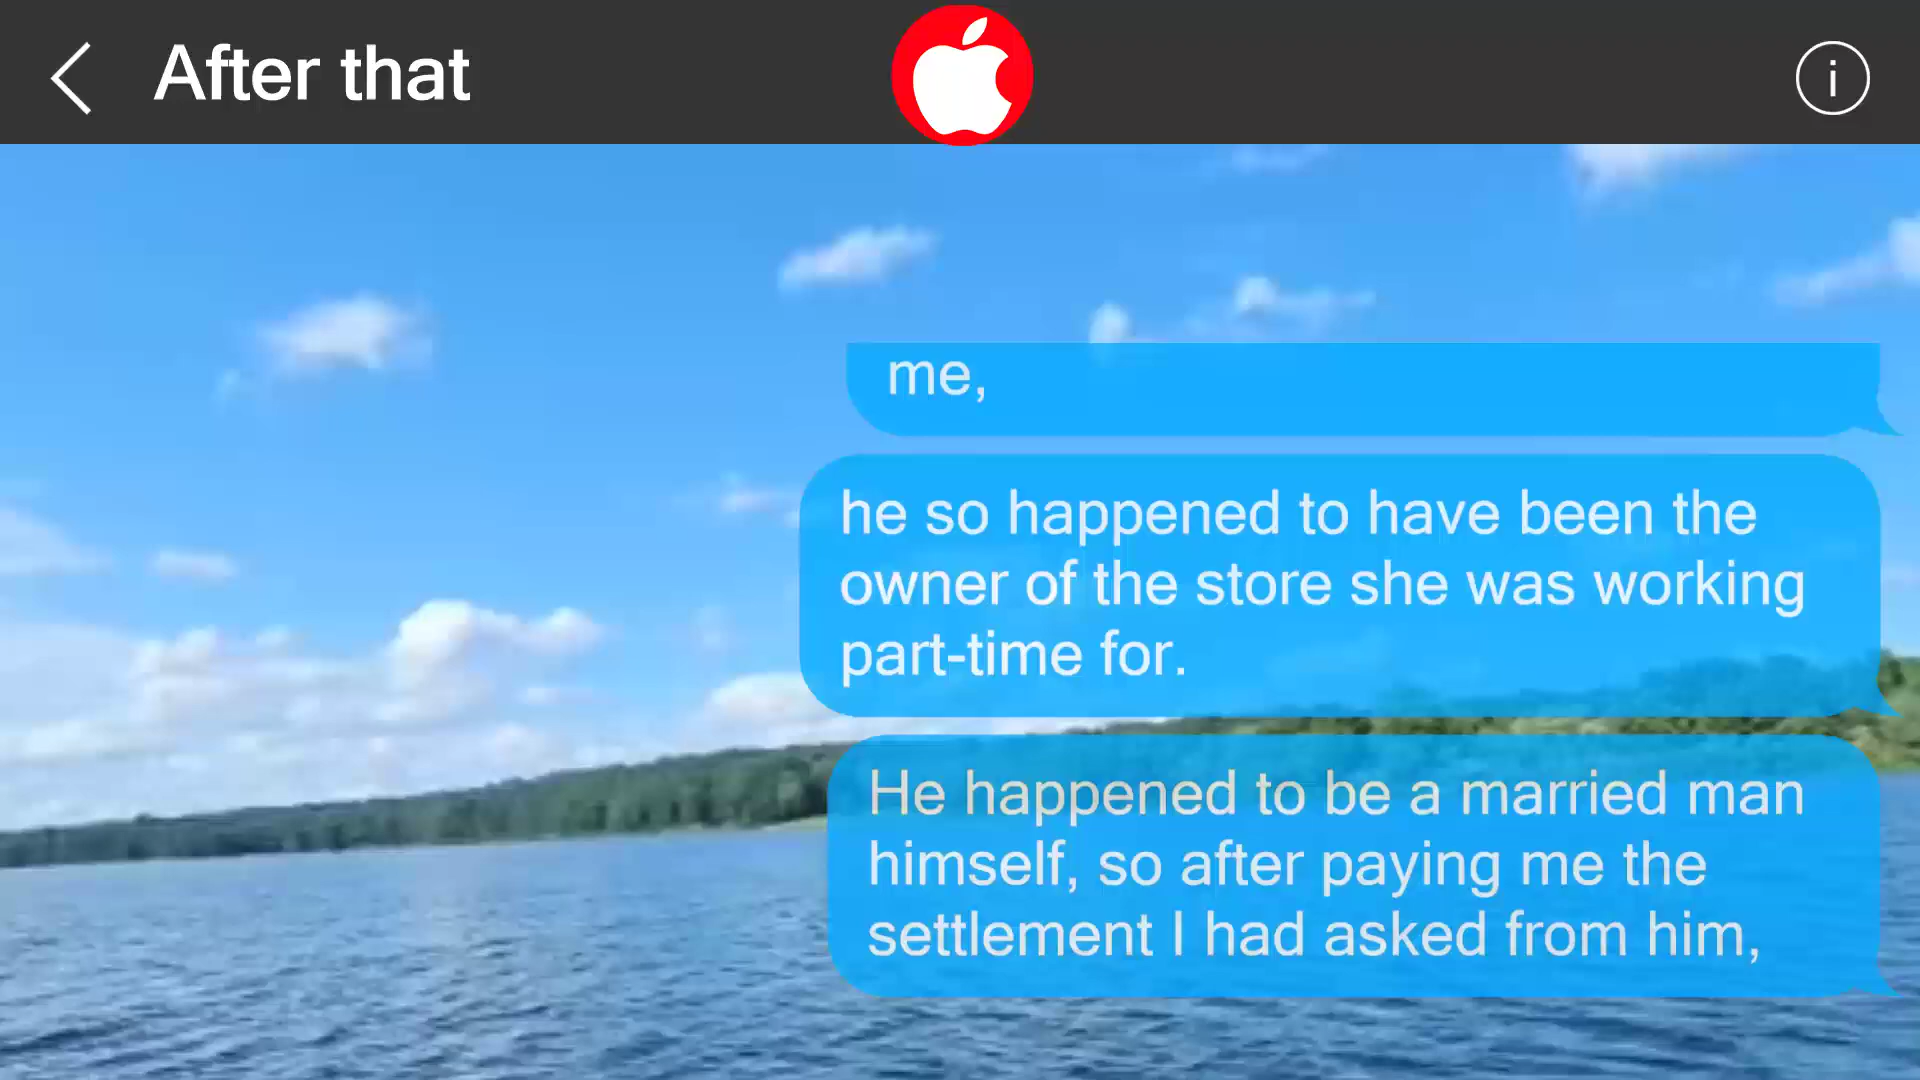 After that
i
me,
he so happened to have been the
owner of the store she was working
part-time for.
He happened to be a married man
himself, so after paying me the
settlement I had asked from him,